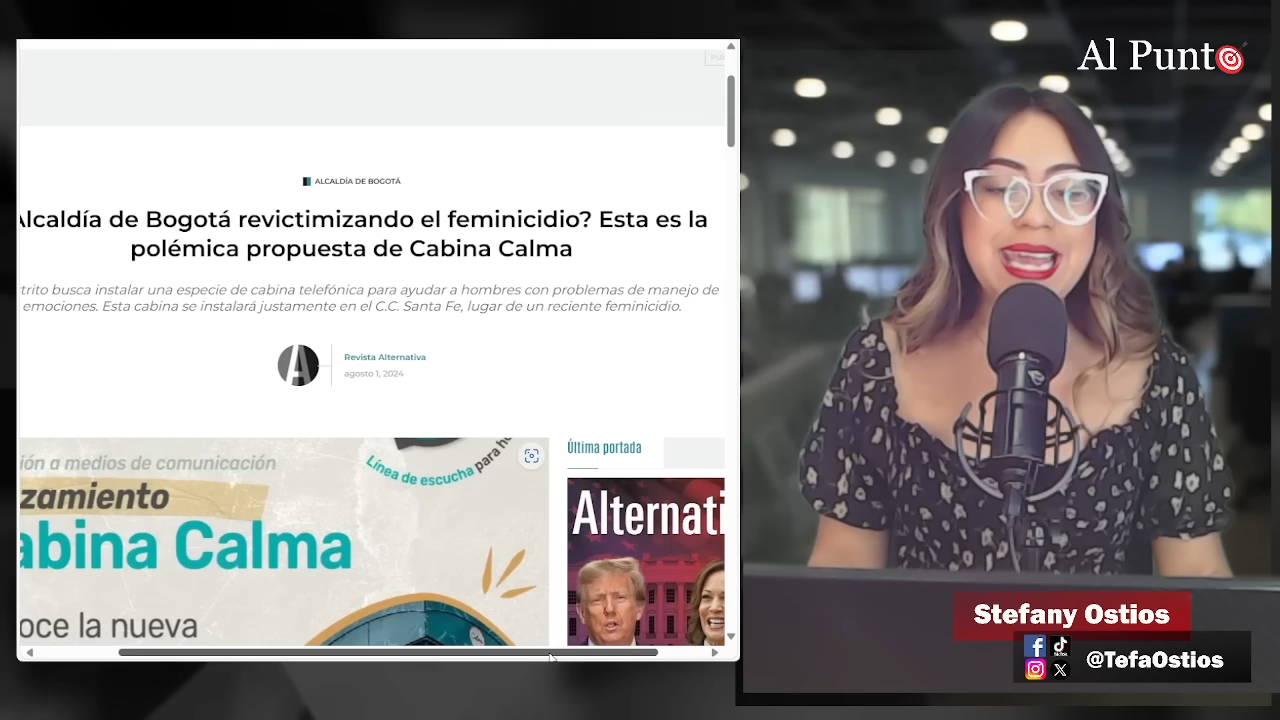 ALCALDÍA DE BOGOTÁ
Alcaldía de Bogotá revictimizando el feminicidio? Esta es la
polémica propuesta de Cabina Calma
trito busca instalar una especie de cabina telefónica para ayudar a hombres con problemas de manejo de
emociones. Esta cabina se instalará justamente en el C.C. Santa Fe, lugar de un reciente feminicidio.
Revista Alternativa
agosto 1, 2024
ión a medios de comunicación
zamiento
abina Calma
oce la nueva
Línea de escucha para ho
Última portada
Alternati
Al Punto
Stefany Ostios
@TefaOstios